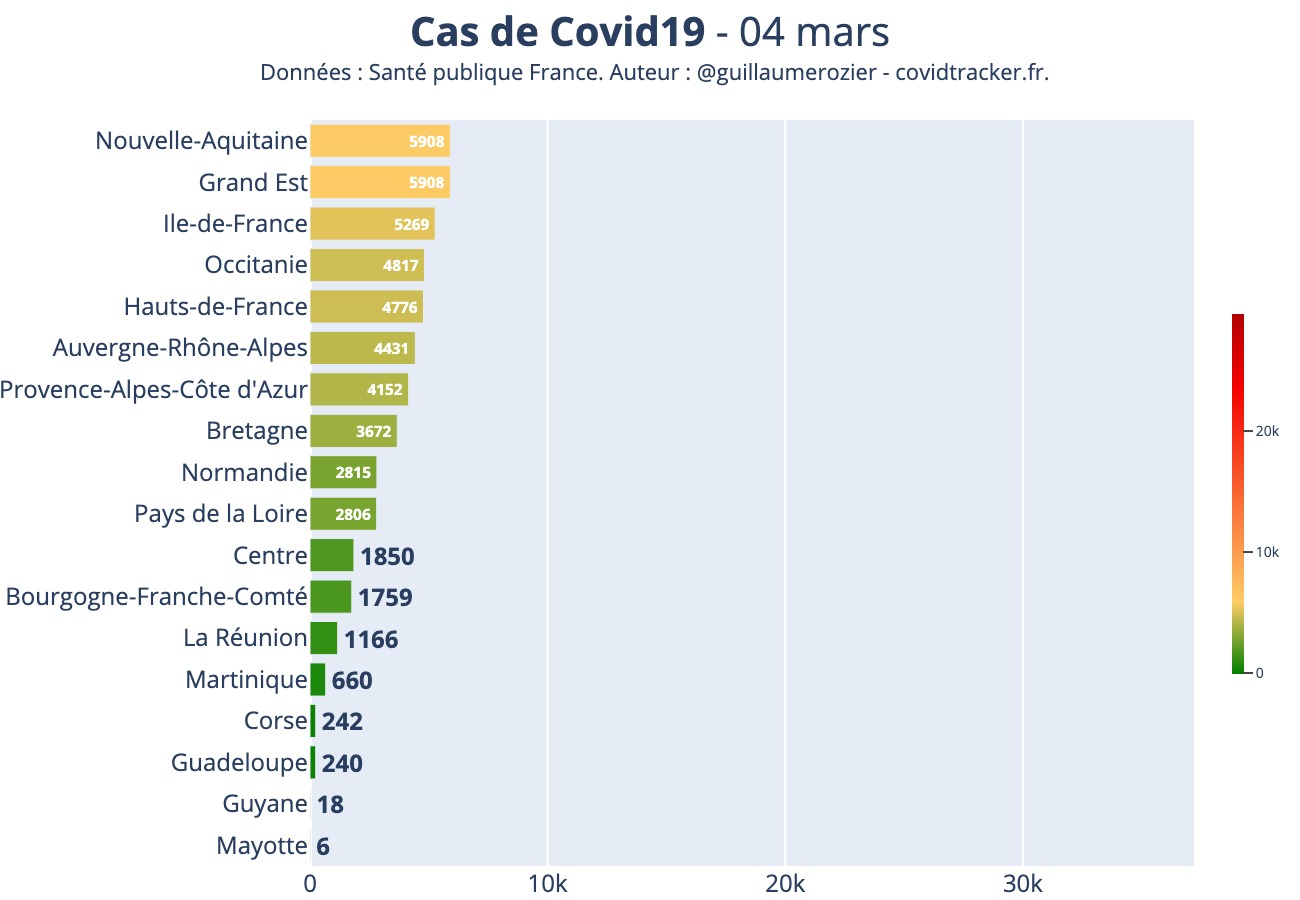 Cas de Covid19 - 04 mars
Données : Santé publique France. Auteur : @guillaumerozier - covidtracker.fr.
Nouvelle-Aquitaine 5908
Grand Est 5908
Ile-de-France 5269
Occitanie 4817
Hauts-de-France 4776
Auvergne-Rhône-Alpes 4431
Provence-Alpes-Côte d'Azur 4152
Bretagne 3672
Normandie 2815
Pays de la Loire 2806
Centre 1850
Bourgogne-Franche-Comté 1759
La Réunion 1166
Martinique 660
Corse 242
Guadeloupe 240
Guyane 18
Mayotte 6
0 10k 20k 30k
20k
10k
0